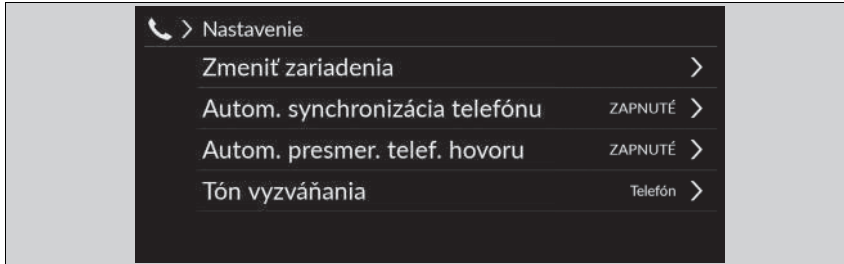 Nastavenie
Zmeniť zariadenia
Autom. synchronizácia telefónu ZAPNUTÉ
Autom. presmer. telef. hovoru ZAPNUTÉ
Tón vyzváňania Telefón